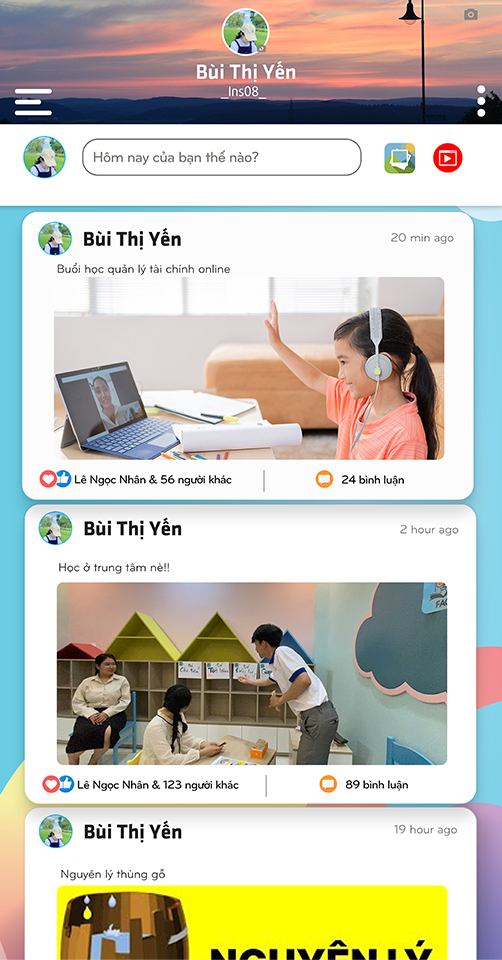 Bùi Thị Yến
_Ins08_
Hôm nay của bạn thế nào?
Bùi Thị Yến
20 min ago
Buổi học quản lý tài chính online
Lê Ngọc Nhân & 56 người khác
24 bình luận
Bùi Thị Yến
2 hour ago
Học ở trung tâm nè!!
Lê Ngọc Nhân & 123 người khác
89 bình luận
Bùi Thị Yến
19 hour ago
Nguyên lý thùng gỗ
NGUYÊN LÝ